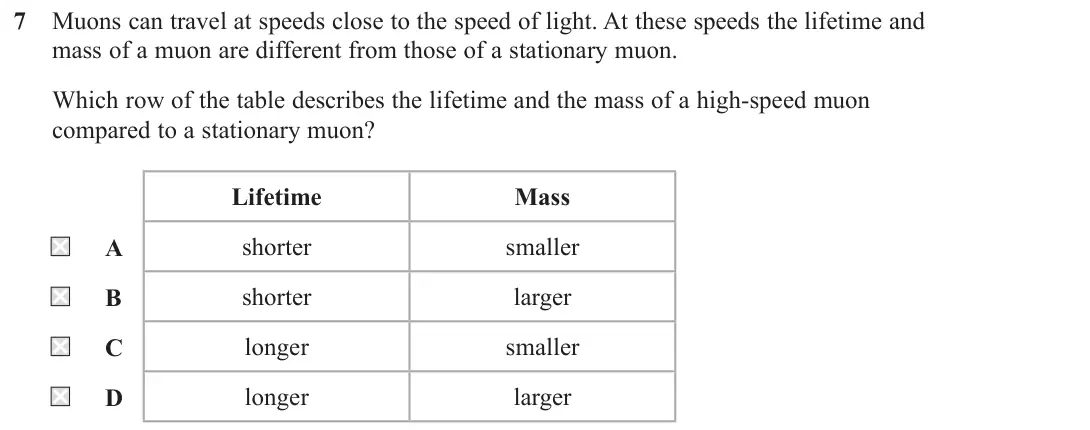 7 Muons can travel at speeds close to the speed of light. At these speeds the lifetime and
mass of a muon are different from those of a stationary muon.
Which row of the table describes the lifetime and the mass of a high-speed muon
compared to a stationary muon?
Lifetime Mass
A shorter smaller
B shorter larger
C longer smaller
D longer larger